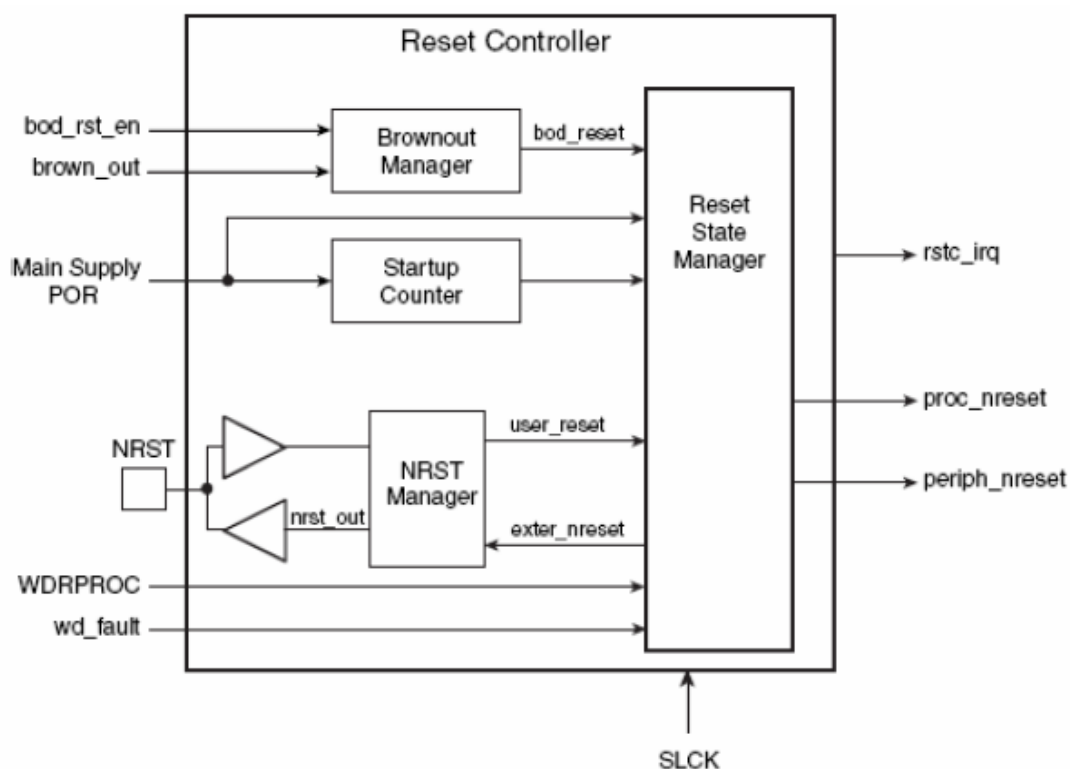 Reset Controller
bod_rst_en
brown_out
Brownout
Manager
bod_reset
Main Supply
POR
Startup
Counter
Reset
State
Manager
rstc_irq
proc_nreset
periph_nreset
NRST
NRST
Manager
user_reset
nrst_out
exter_nreset
WDRPROC
wd_fault
SLCK